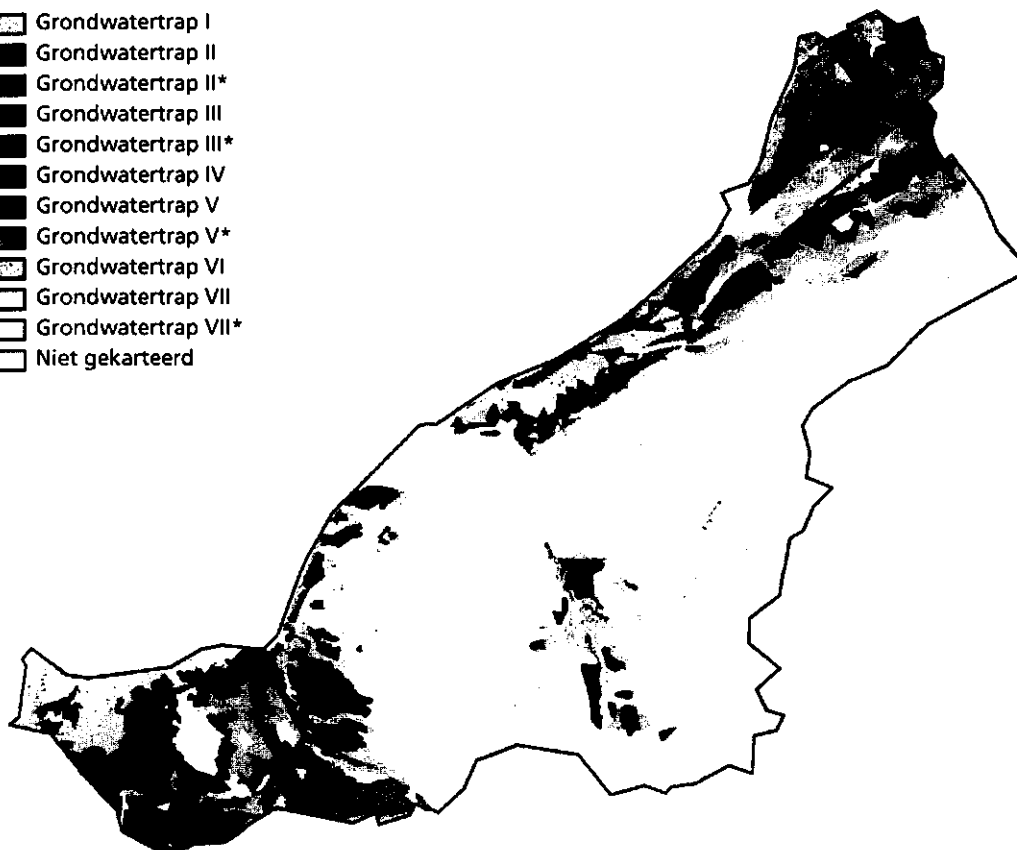 Grondwatertrap I
Grondwatertrap II
Grondwatertrap II*
Grondwatertrap III
Grondwatertrap III*
Grondwatertrap IV
Grondwatertrap V
Grondwatertrap V*
Grondwatertrap VI
Grondwatertrap VII
Grondwatertrap VII*
Niet gekarteerd